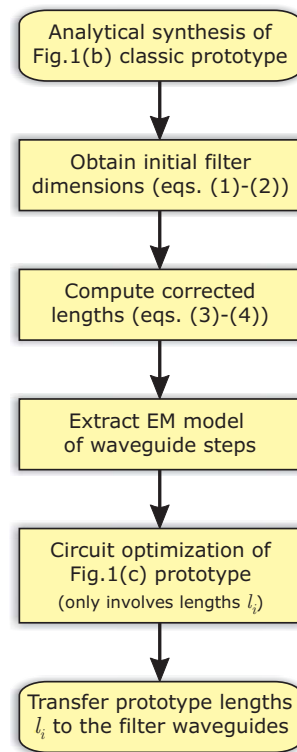 Analytical synthesis of
Fig.1(b) classic prototype
Obtain initial filter
dimensions (eqs. (1)-(2))
Compute corrected
lengths (eqs. (3)-(4))
Extract EM model
of waveguide steps
Circuit optimization of
Fig.1(c) prototype
(only involves lengths l_i)
Transfer prototype lengths
l_i to the filter waveguides